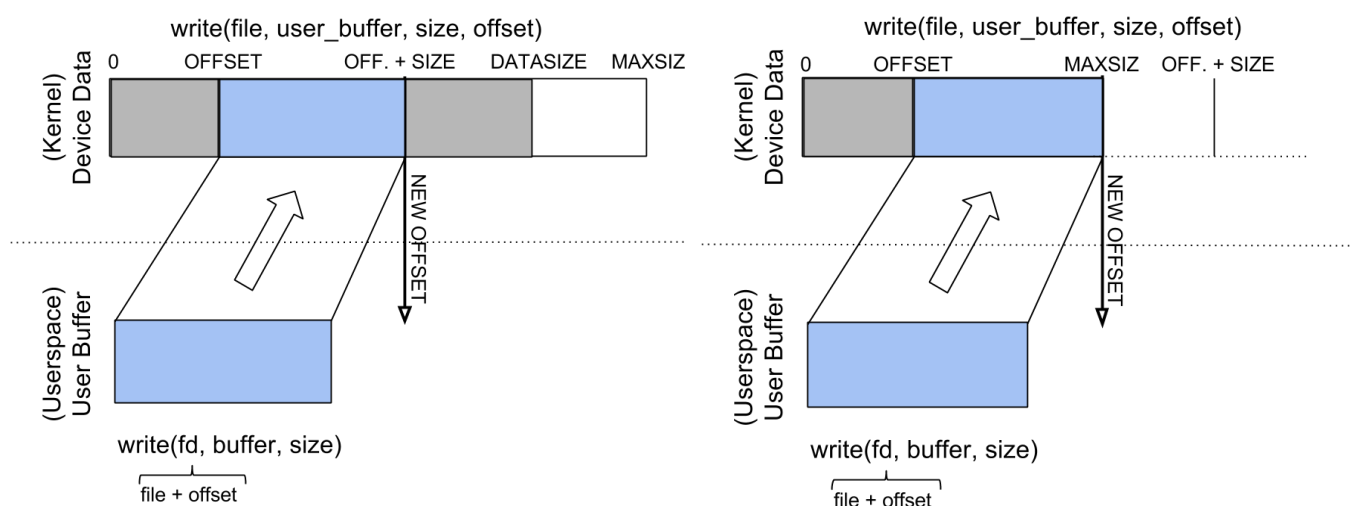 write(file, user_buffer, size, offset)
0 OFFSET OFF. + SIZE DATASIZE MAXSIZ
(Kernel)
Device Data
NEW OFFSET
(Userspace)
User Buffer
write(fd, buffer, size)
file + offset
write(file, user_buffer, size, offset)
0 OFFSET MAXSIZ OFF. + SIZE
(Kernel)
Device Data
NEW OFFSET
(Userspace)
User Buffer
write(fd, buffer, size)
file + offset